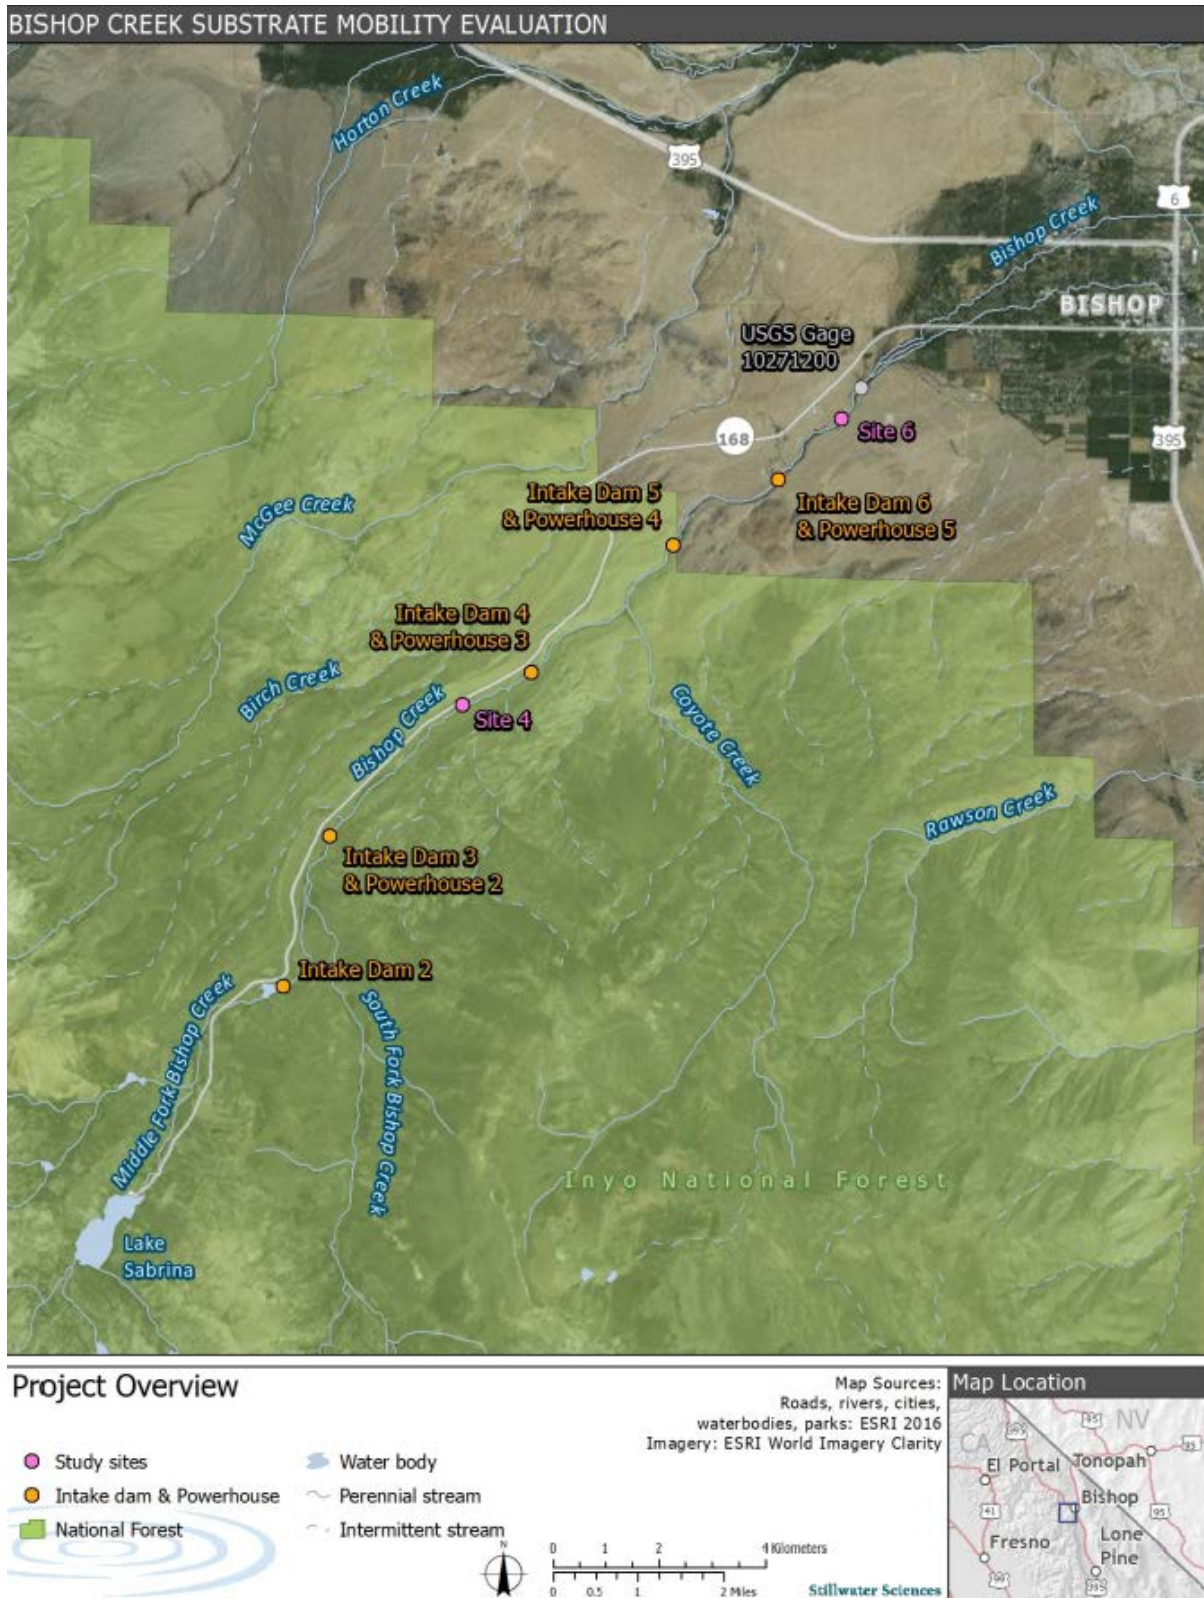 BISHOP CREEK SUBSTRATE MOBILITY EVALUATION
Horton Creek
395
6
Bishop Creek
BISHOP
USGS Gage
10271200
Site 6
168
395
Intake Dam 5
& Powerhouse 4
Intake Dam 6
& Powerhouse 5
McGee Creek
Intake Dam 4
& Powerhouse 3
Birch Creek
Bishop Creek
Site 4
Coyote Creek
Rawson Creek
Intake Dam 3
& Powerhouse 2
Intake Dam 2
Middle Fork Bishop Creek
South Fork Bishop Creek
Inyo National Forest
Lake
Sabrina
Project Overview
Study sites
Intake dam & Powerhouse
National Forest
Water body
Perennial stream
Intermittent stream
N
0 1 2 4 Kilometers
0 0.5 1 2 Miles
Map Sources:
Roads, rivers, cities,
waterbodies, parks: ESRI 2016
Imagery: ESRI World Imagery Clarity
Stillwater Sciences
Map Location
NV
CA
395
El Portal
Tonopah
41
Bishop
95
Fresno
Lone
Pine
99
395